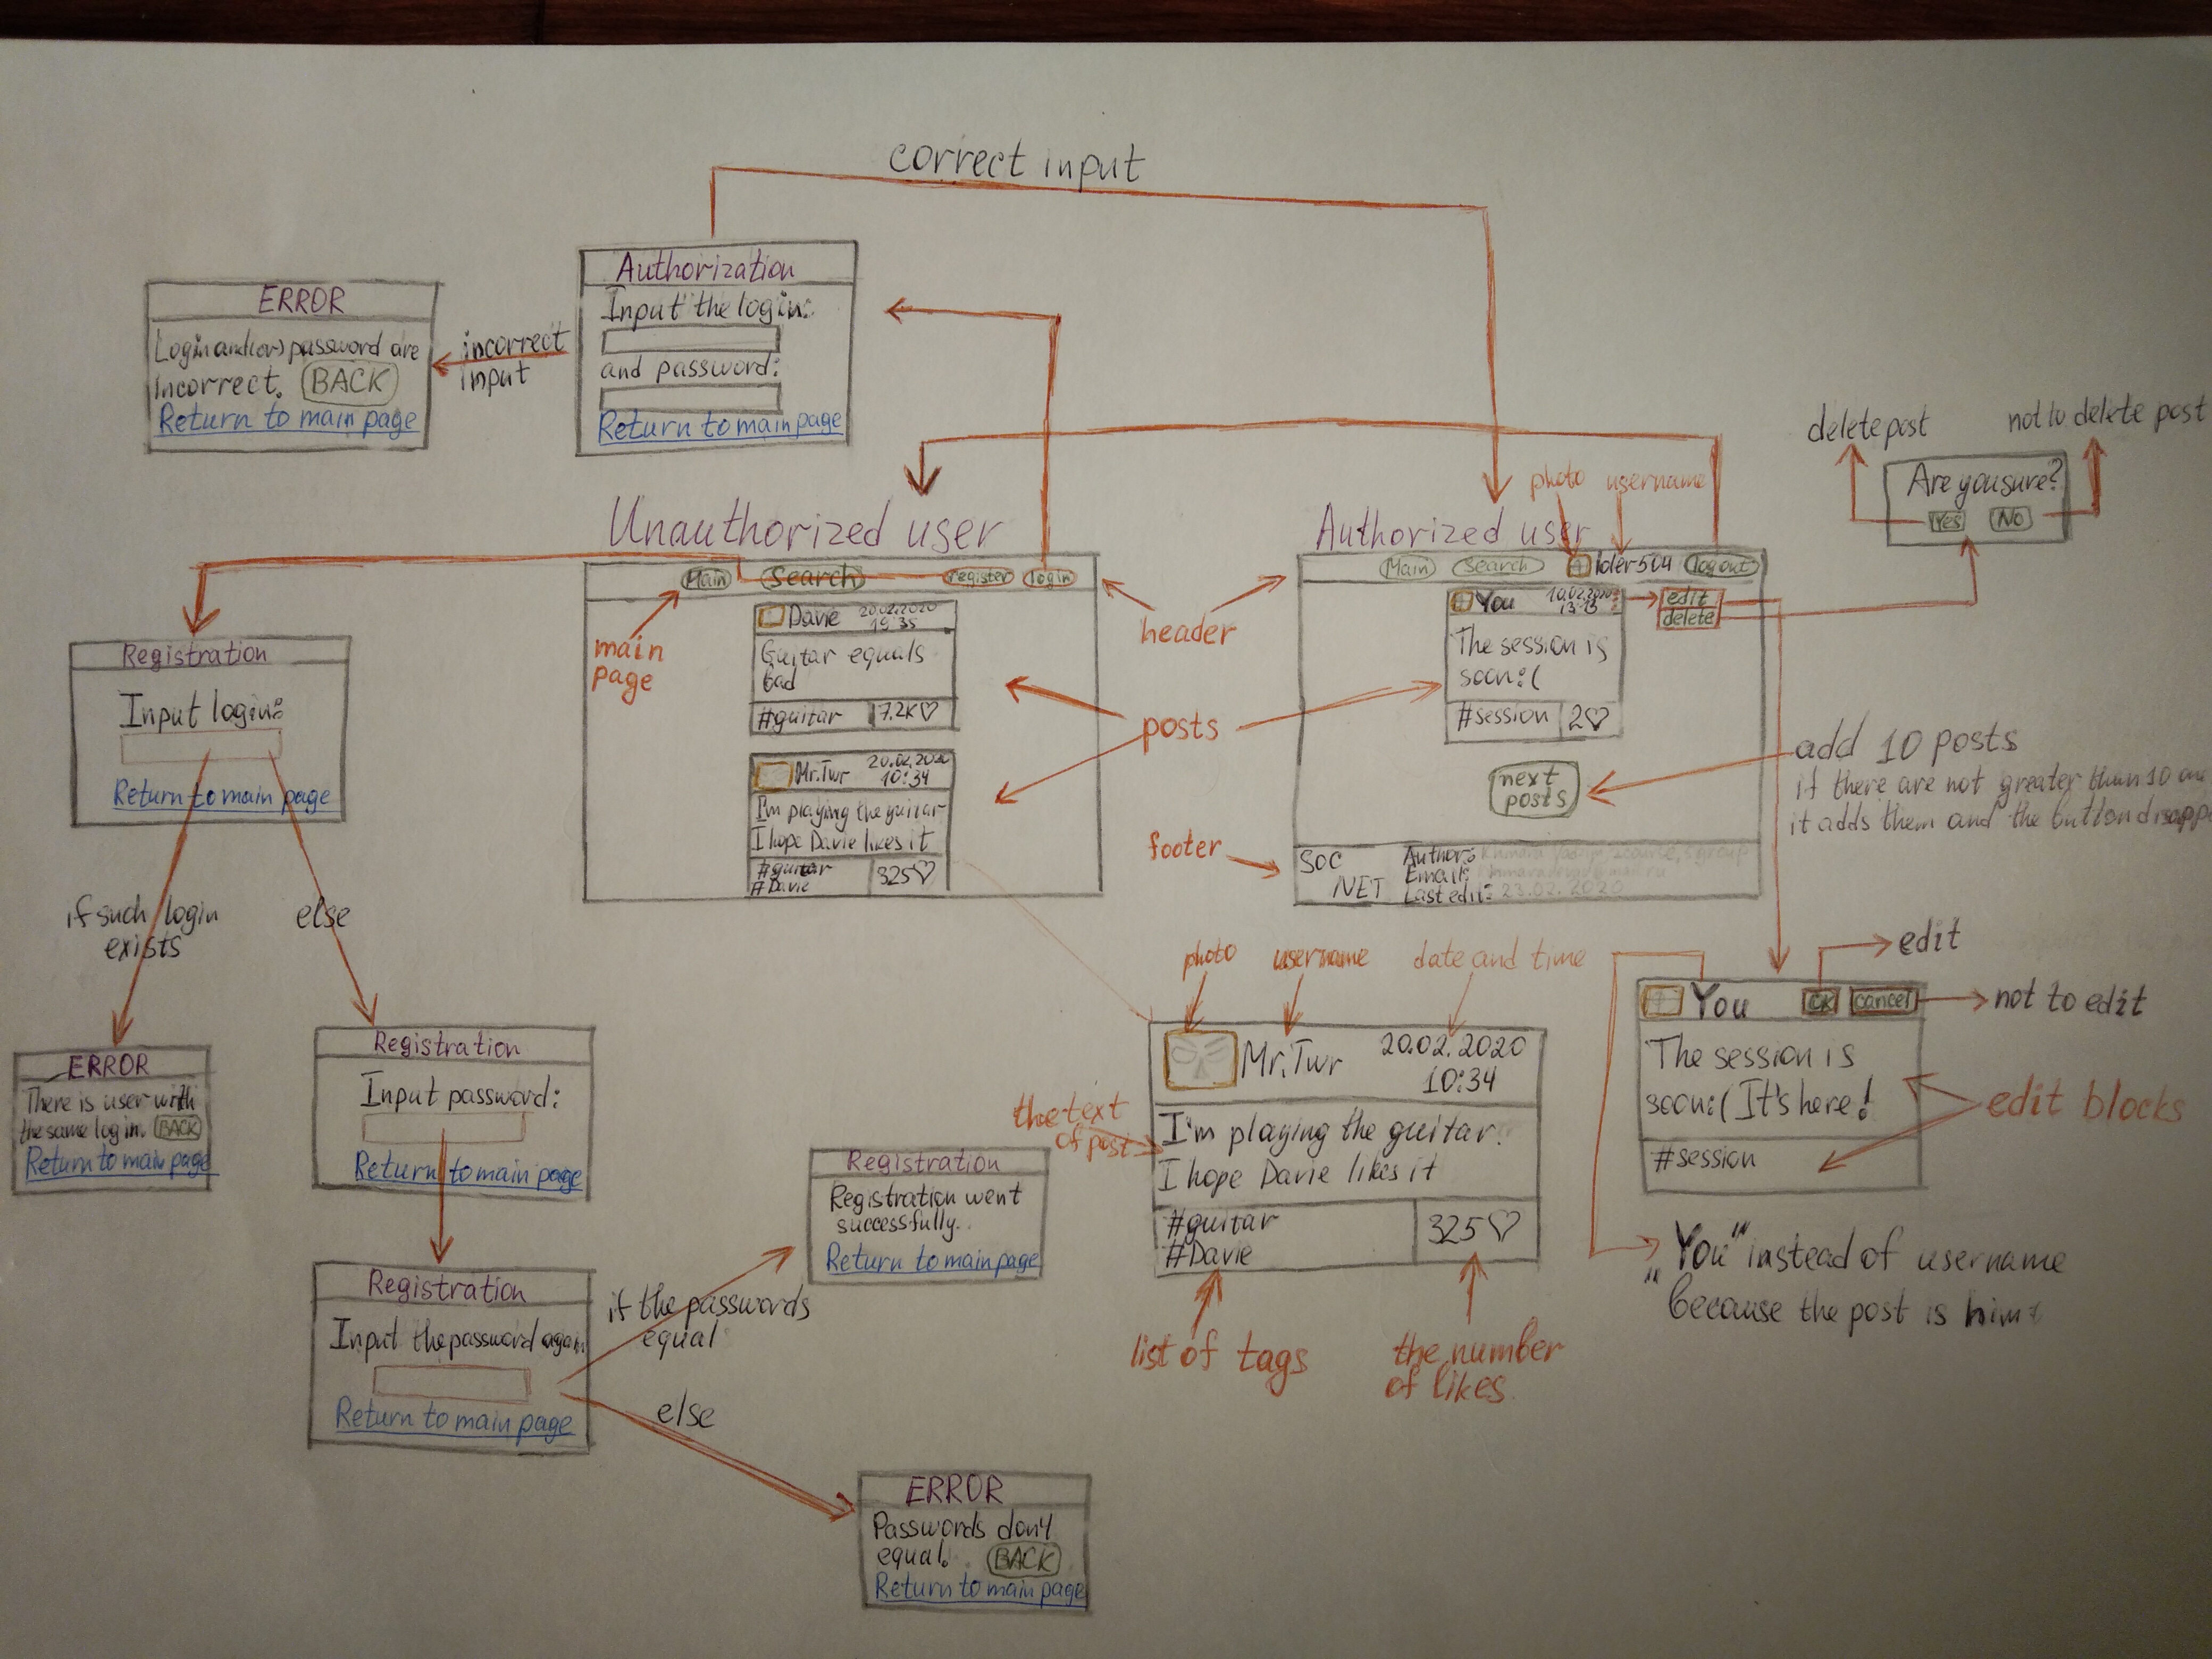 correct input
Authorization
Input the login:
and password:
Return to main page
incorrect
input
ERROR
Login and(or) password are
incorrect. BACK
Return to main page
delete post
not to delete post
Are you sure?
Yes No
Unauthorized user
Main search register login
main
page
Davie 20.02.2020
19:35
Guitar equals
bad
#guitar 7.2K♡
Mr.Twr 20.02.2020
10:34
I'm playing the guitar
I hope Davie likes it
#guitar
#Davie 325♡
header
posts
footer
photo username
Authorized user
Main search Ider504 logout
You 10.02.2020
13:13
edit
delete
The session is
soon:(
#session 2♡
next
posts
add 10 posts
if there are not greater than 10
it adds them and the button
SOC
NET
Author:
Email:
Last edit: 23.02.2020
Registration
Input login:
Return to main page
if such login
exists
else
ERROR
There is user with
the same login. BACK
Return to main page
Registration
Input password:
Return to main page
Registration
Input the password again
Return to main page
if the passwords
equal
else
Registration
Registration went
successfully.
Return to main page
ERROR
Passwords don't
equal. BACK
Return to main page
photo username date and time
Mr.Twr 20.02.2020
10:34
the text
of post
I'm playing the guitar.
I hope Davie likes it
#guitar
#Davie
325♡
list of tags
the number
of likes
edit
You OK cancel
not to edit
The session is
soon:( It's here!
#session
edit blocks
„You" instead of username
because the post is